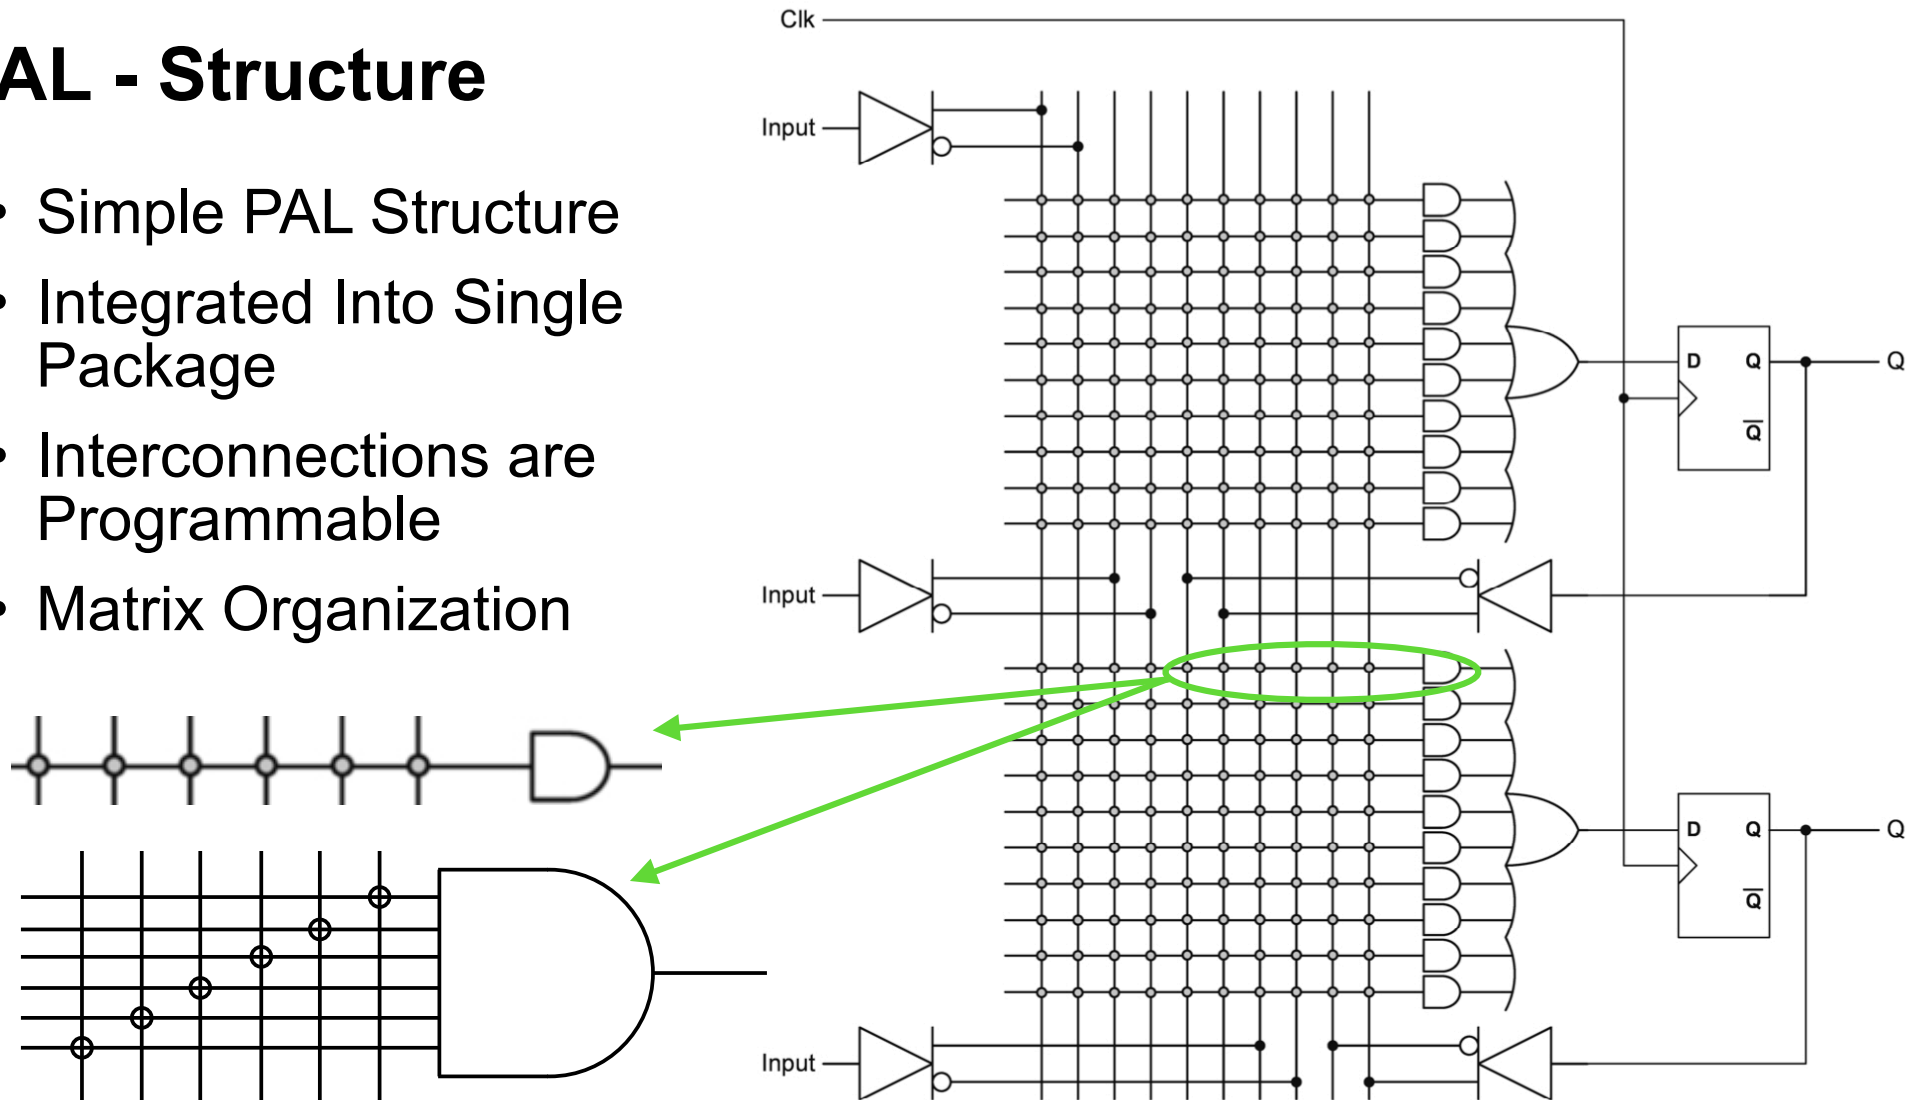 AL - Structure
• Simple PAL Structure
• Integrated Into Single
Package
• Interconnections are
Programmable
• Matrix Organization
Clk
Input
D Q
Q
Q
Input
D Q
Q
Q
Input